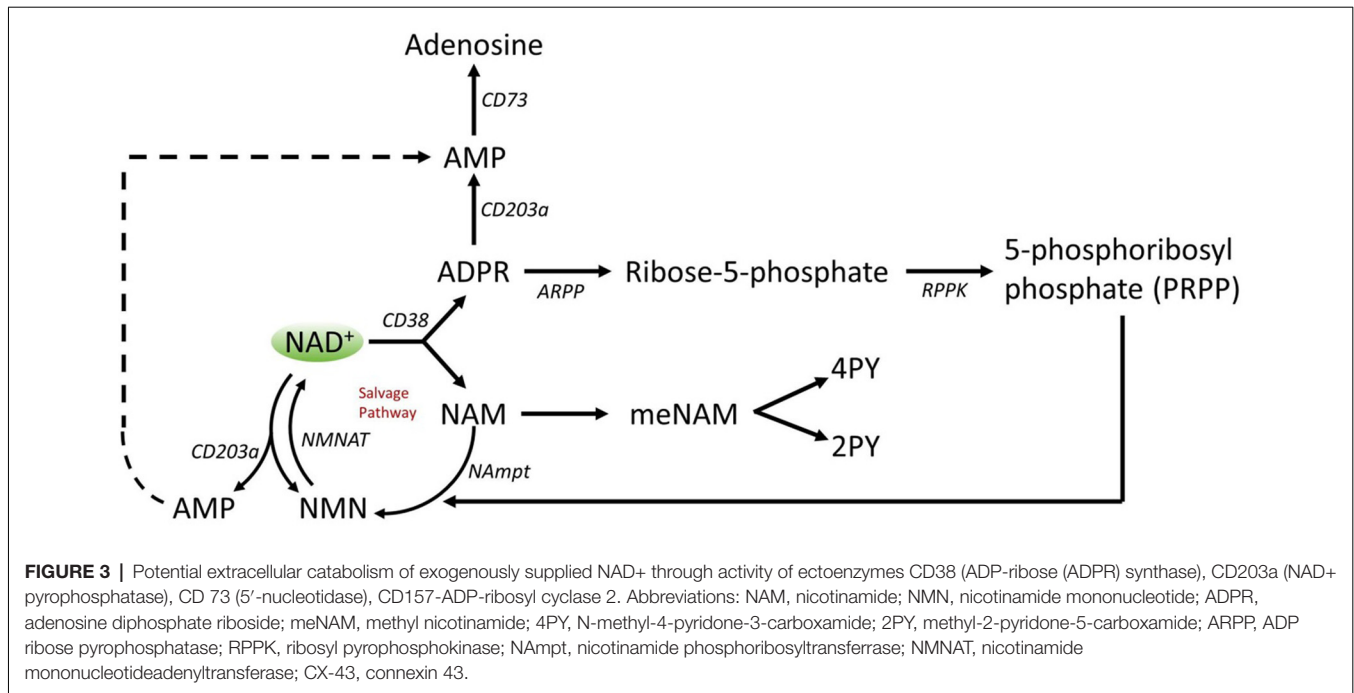 Adenosine
CD73
AMP
CD203a
ADPR
ARPP
Ribose-5-phosphate
RPPK
5-phosphoribosyl
phosphate (PRPP)
CD38
NAD+
Salvage
Pathway
NAM
meNAM
4PY
2PY
CD203a
NMNAT
NAmpt
AMP
NMN
FIGURE 3 | Potential extracellular catabolism of exogenously supplied NAD+ through activity of ectoenzymes CD38 (ADP-ribose (ADPR) synthase), CD203a (NAD+
pyrophosphatase), CD 73 (5′-nucleotidase), CD157-ADP-ribosyl cyclase 2. Abbreviations: NAM, nicotinamide; NMN, nicotinamide mononucleotide; ADPR,
adenosine diphosphate riboside; meNAM, methyl nicotinamide; 4PY, N-methyl-4-pyridone-3-carboxamide; 2PY, methyl-2-pyridone-5-carboxamide; ARPP, ADP
ribose pyrophosphatase; RPPK, ribosyl pyrophosphokinase; NAmpt, nicotinamide phosphoribosyltransferrase; NMNAT, nicotinamide
mononucleotideadenyltransferase; CX-43, connexin 43.